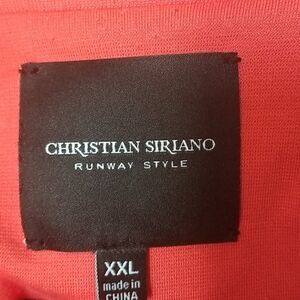 CHRISTIAN SIRIANO
RUNWAY STYLE
XXL
made in
CHINA